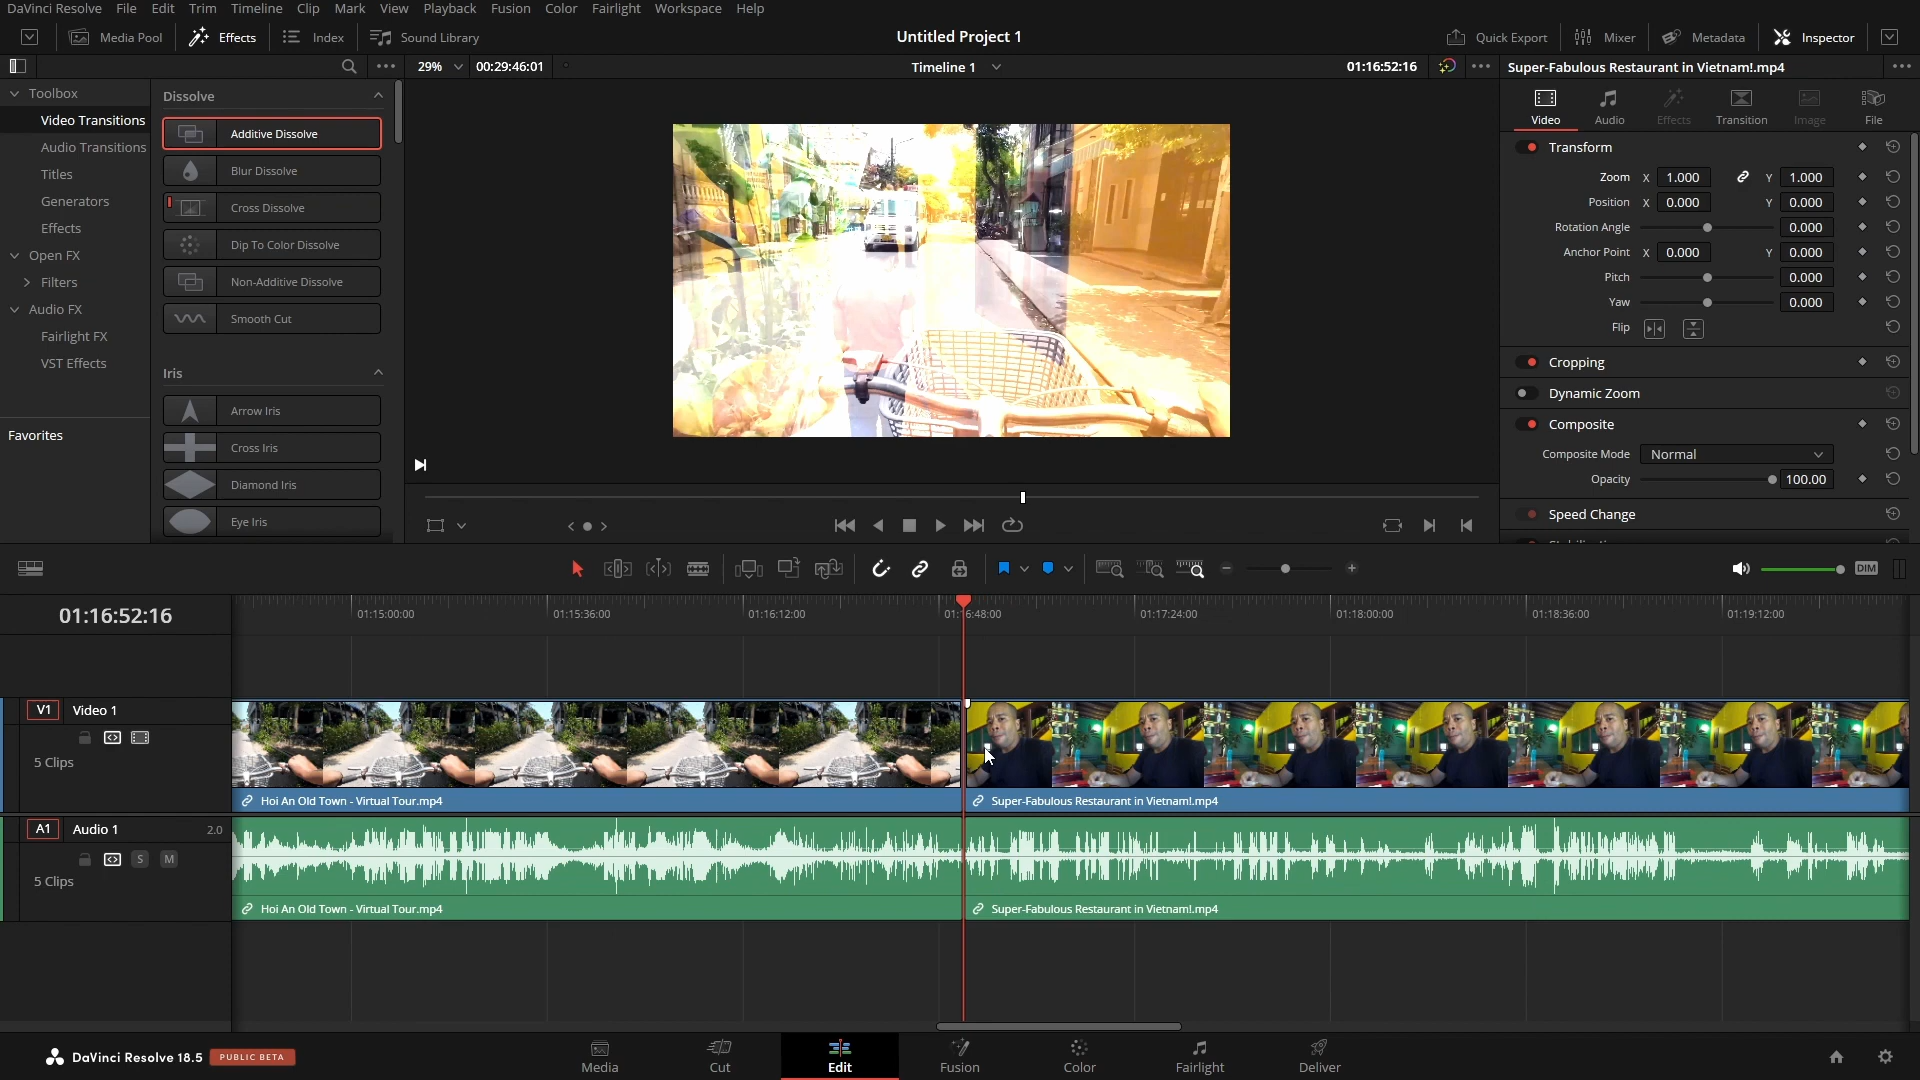 DaVinci Resolve File Edit Trim Timeline Clip Mark View Playback Fusion Color Fairlight Workspace Help
Media Pool Effects Index Sound Library Untitled Project 1 Quick Export Mixer Metadata Inspector
29% 00:29:46:01 Timeline 1 01:16:52:16 Super-Fabulous Restaurant in Vietnam!.mp4
Toolbox
Video Transitions
Audio Transitions
Titles
Generators
Effects
Open FX
Filters
Audio FX
Fairlight FX
VST Effects
Favorites
Dissolve
Additive Dissolve
Blur Dissolve
Cross Dissolve
Dip To Color Dissolve
Non-Additive Dissolve
Smooth Cut
Iris
Arrow Iris
Cross Iris
Diamond Iris
Eye Iris
Video Audio Effects Transition Image File
Transform
Zoom X 1.000 Y 1.000
Position X 0.000 Y 0.000
Rotation Angle 0.000
Anchor Point X 0.000 Y 0.000
Pitch 0.000
Yaw 0.000
Flip
Cropping
Dynamic Zoom
Composite
Composite Mode Normal
Opacity 100.00
Speed Change
DIM
01:16:52:16
01:15:00:00 01:15:36:00 01:16:12:00 01:16:48:00 01:17:24:00 01:18:00:00 01:18:36:00 01:19:12:00
V1 Video 1
5 Clips
Hoi An Old Town - Virtual Tour.mp4 Super-Fabulous Restaurant in Vietnam!.mp4
A1 Audio 1 2.0
S M
5 Clips
Hoi An Old Town - Virtual Tour.mp4 Super-Fabulous Restaurant in Vietnam!.mp4
DaVinci Resolve 18.5 PUBLIC BETA
Media Cut Edit Fusion Color Fairlight Deliver